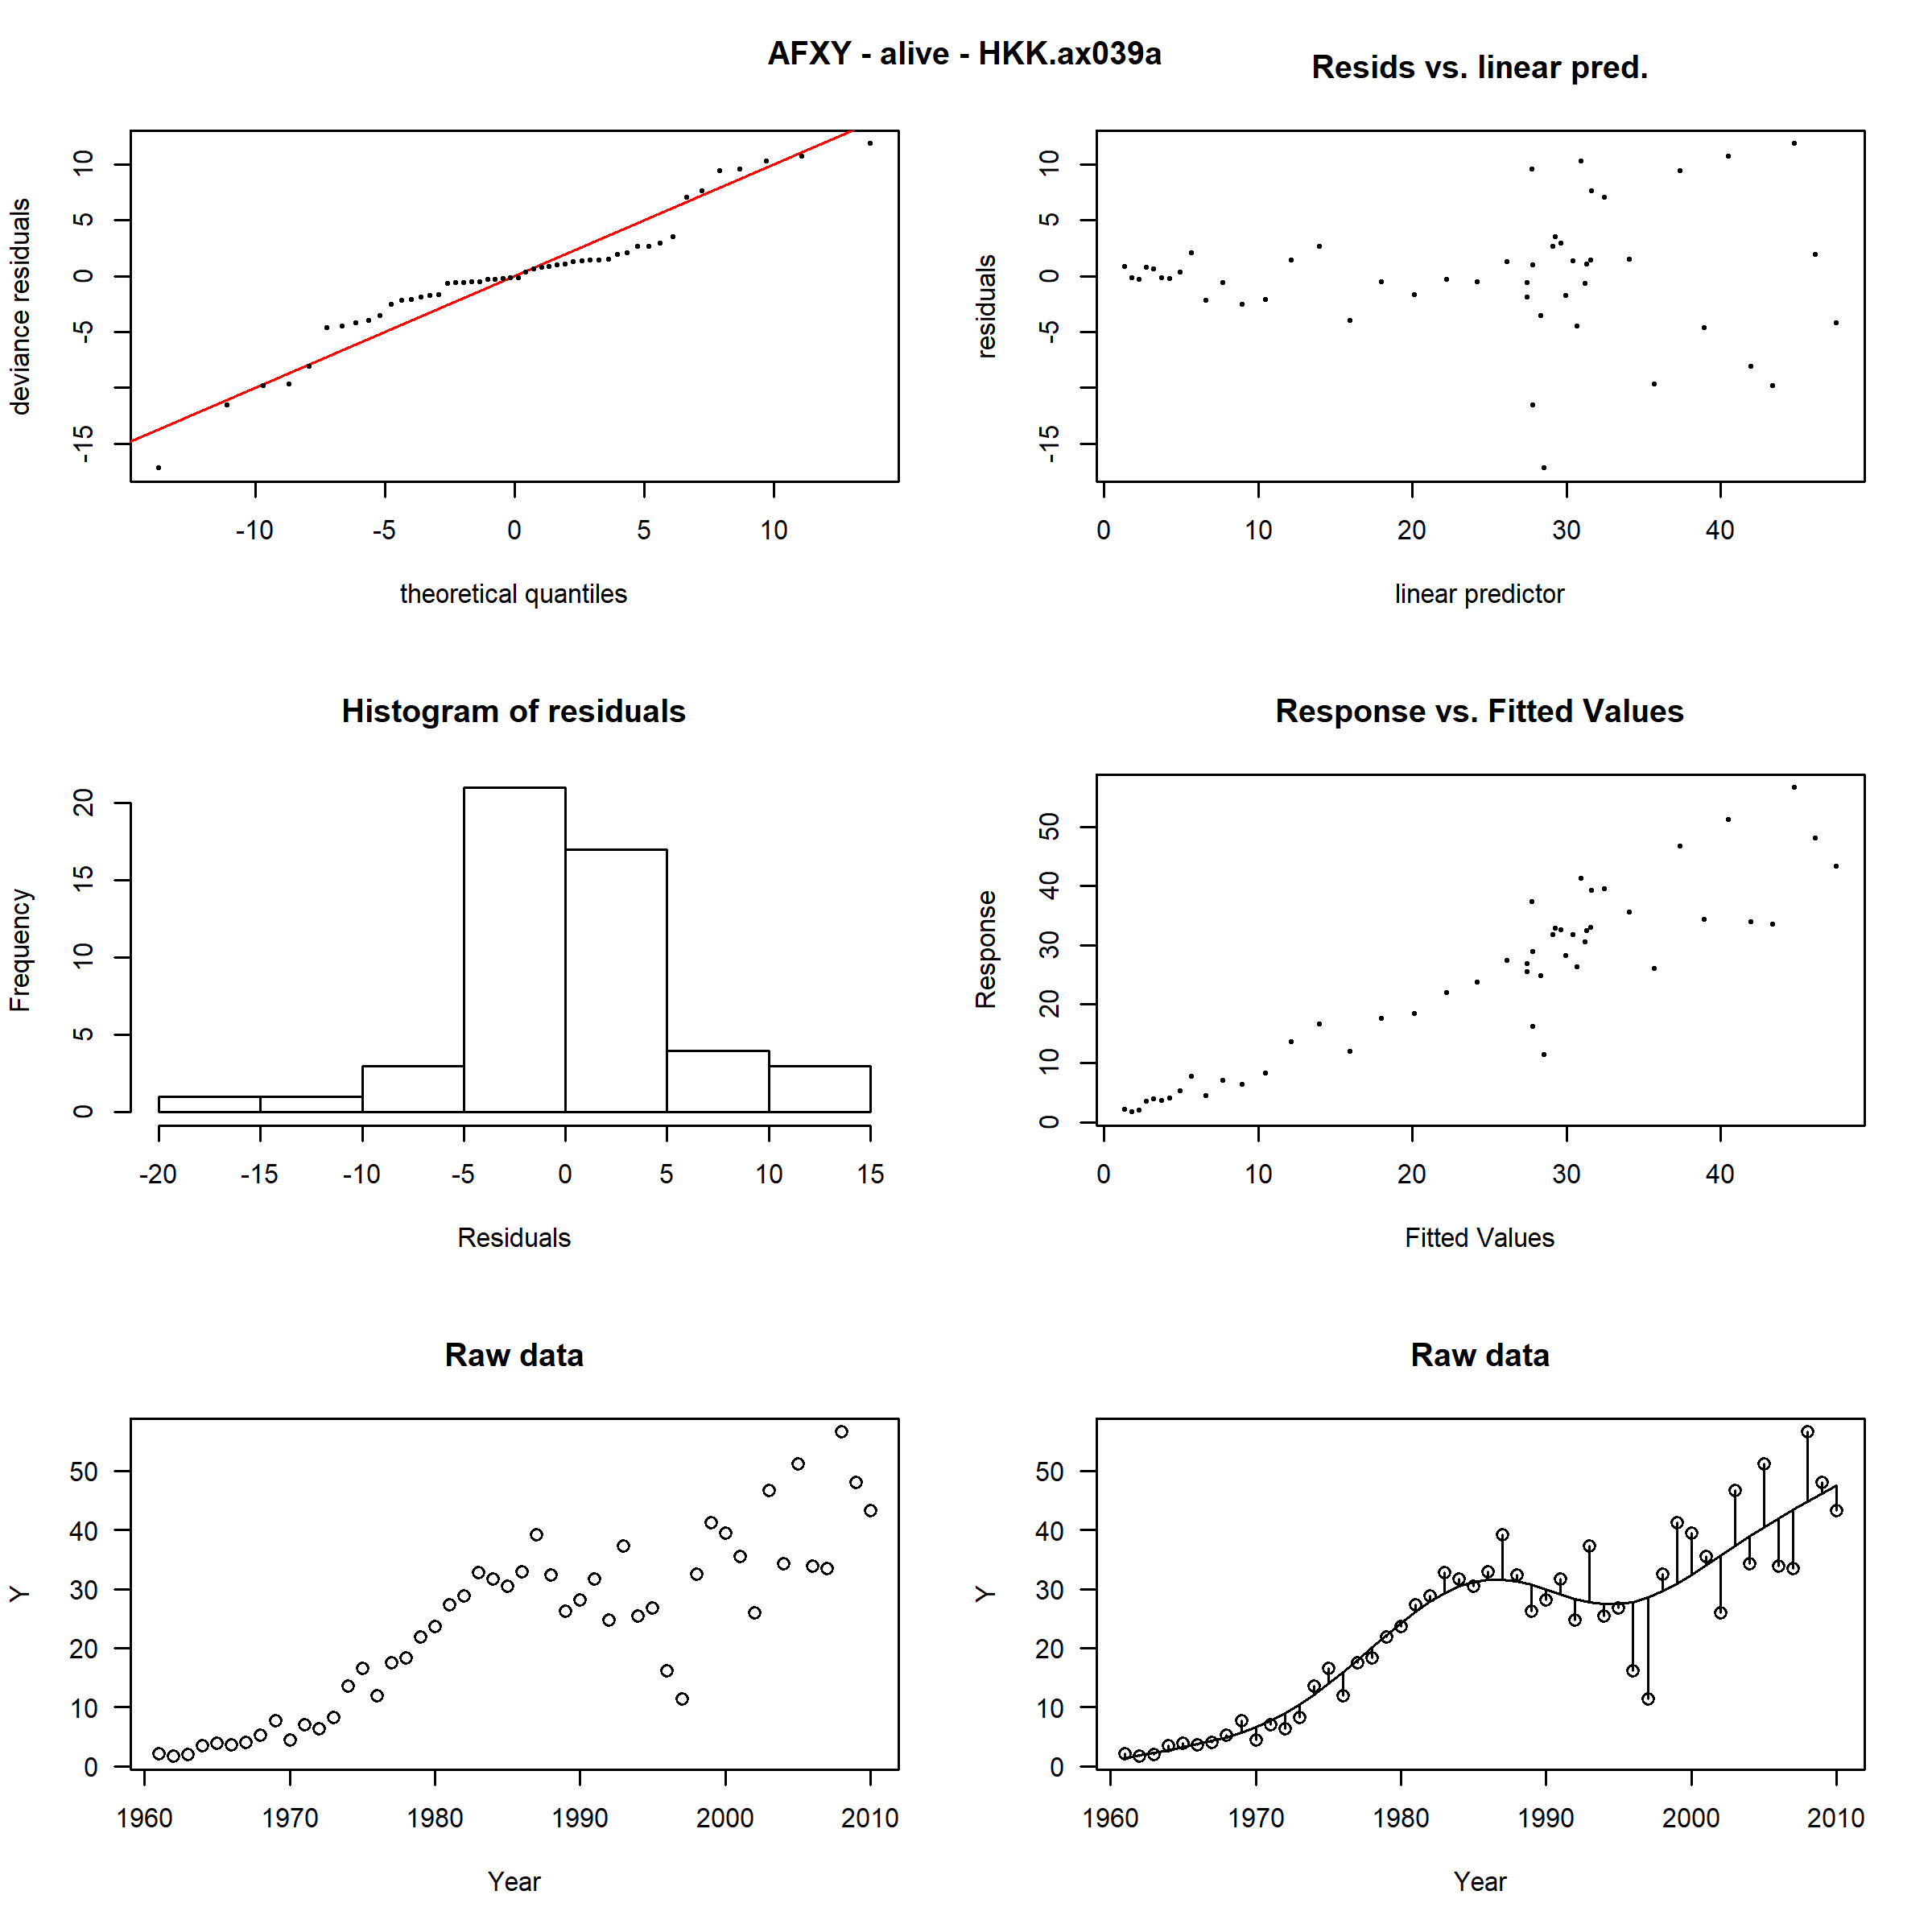 AFXY - alive - HKK.ax039a
Resids vs. linear pred.
deviance residuals
10
5
0
-5
-15
-10 -5 0 5 10
theoretical quantiles
residuals
10
5
0
-5
-15
0 10 20 30 40
linear predictor
Histogram of residuals
Frequency
20
15
10
5
0
-20 -15 -10 -5 0 5 10 15
Residuals
Response vs. Fitted Values
Response
50
40
30
20
10
0
0 10 20 30 40
Fitted Values
Raw data
Y
50
40
30
20
10
0
1960 1970 1980 1990 2000 2010
Year
Raw data
Y
50
40
30
20
10
0
1960 1970 1980 1990 2000 2010
Year